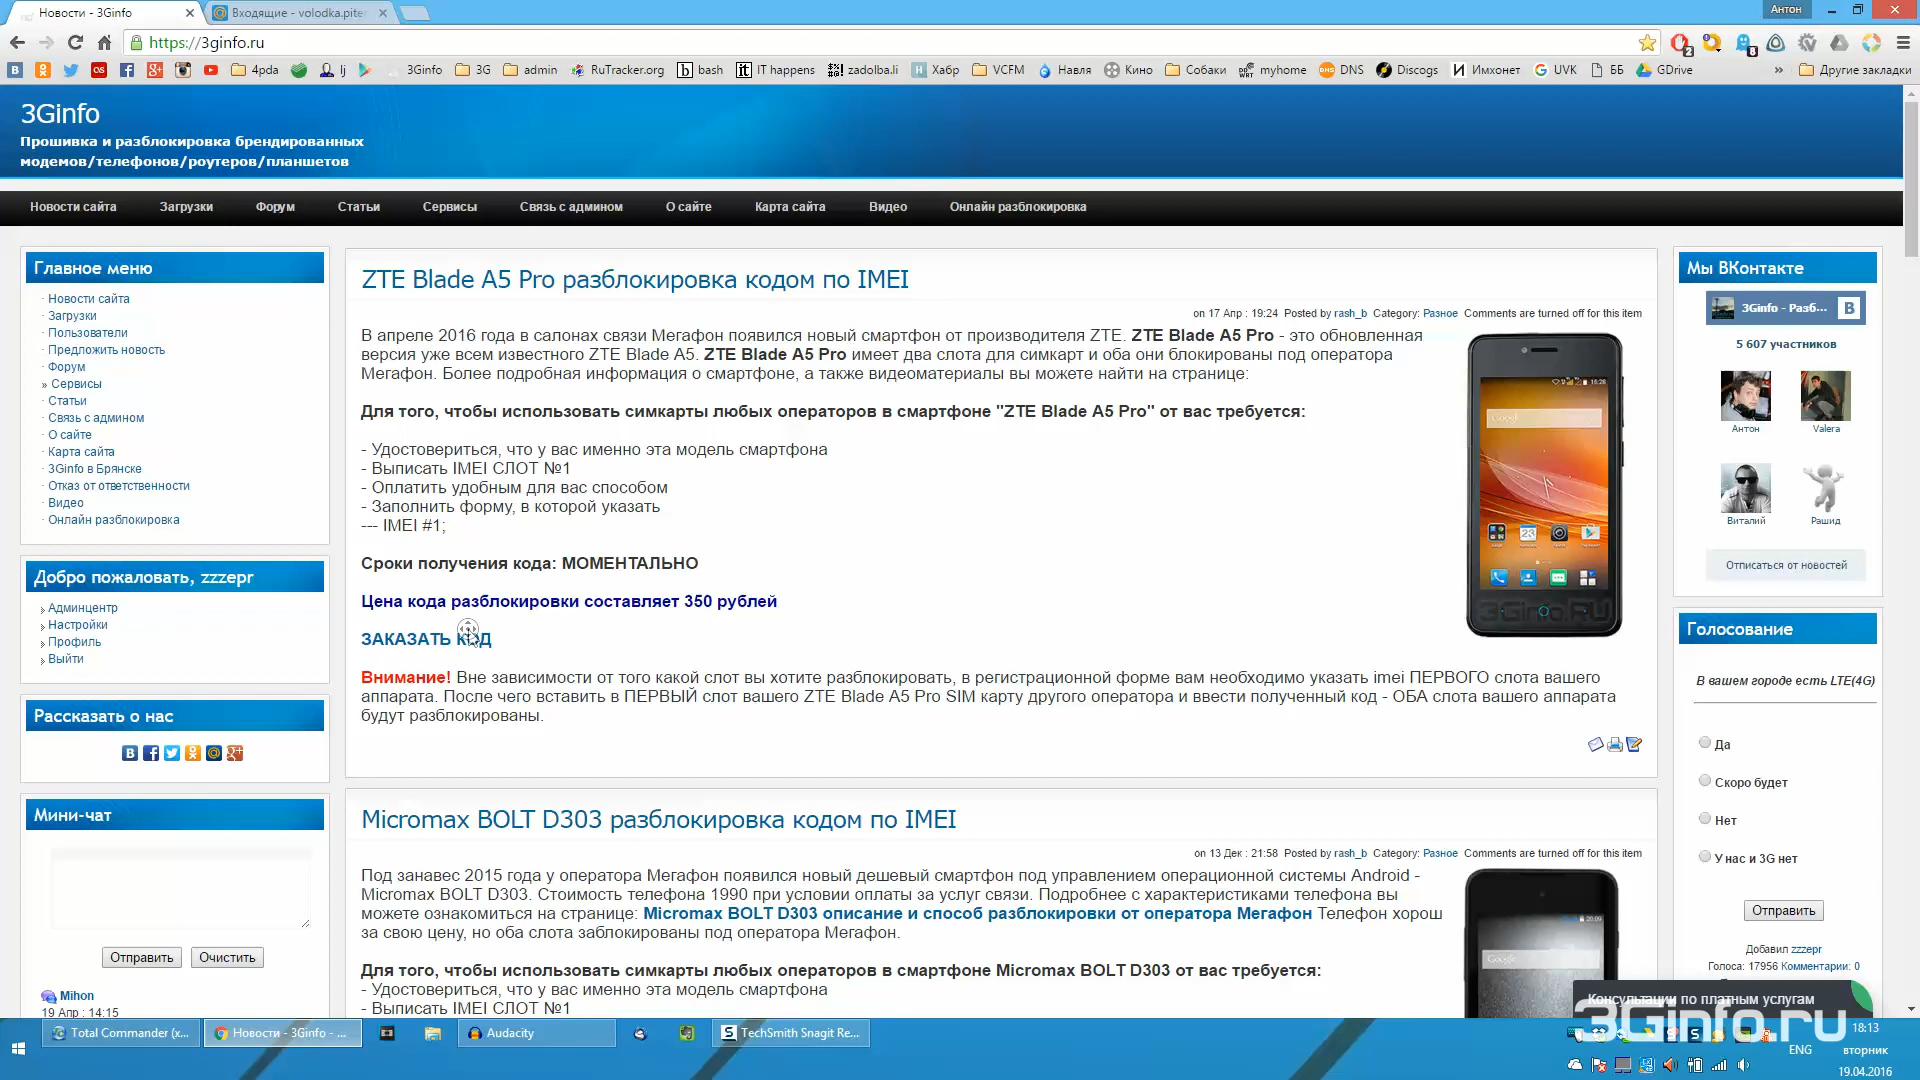 Новости - 3Ginfo
Входящие - volodka.piter
Антон
https://3ginfo.ru
2
8
4pda
lj
3Ginfo
3G
admin
RuTracker.org
bash
IT happens
zadolba.li
Хабр
VCFM
Навля
Кино
Собаки
myhome
DNS
Discogs
Имхонет
UVK
ББ
GDrive
»
Другие закладки
3Ginfo
Прошивка и разблокировка брендированных
модемов/телефонов/роутеров/планшетов
Новости сайта
Загрузки
Форум
Статьи
Сервисы
Связь с админом
О сайте
Карта сайта
Видео
Онлайн разблокировка
Главное меню
· Новости сайта
· Загрузки
· Пользователи
· Предложить новость
· Форум
» Сервисы
· Статьи
· Связь с админом
· О сайте
· Карта сайта
· 3Ginfo в Брянске
· Отказ от ответственности
· Видео
· Онлайн разблокировка
Добро пожаловать, zzzepr
Админцентр
Настройки
Профиль
Выйти
Рассказать о нас
Мини-чат
Отправить
Очистить
Mihon
19 Апр : 14:15
ZTE Blade A5 Pro разблокировка кодом по IMEI
on 17 Апр : 19:24 Posted by rash_b Category: Разное Comments are turned off for this item
В апреле 2016 года в салонах связи Мегафон появился новый смартфон от производителя ZTE. ZTE Blade A5 Pro - это обновленная
версия уже всем известного ZTE Blade A5. ZTE Blade A5 Pro имеет два слота для симкарт и оба они блокированы под оператора
Мегафон. Более подробная информация о смартфоне, а также видеоматериалы вы можете найти на странице:
Для того, чтобы использовать симкарты любых операторов в смартфоне "ZTE Blade A5 Pro" от вас требуется:
- Удостовериться, что у вас именно эта модель смартфона
- Выписать IMEI СЛОТ №1
- Оплатить удобным для вас способом
- Заполнить форму, в которой указать
--- IMEI #1;
Сроки получения кода: МОМЕНТАЛЬНО
Цена кода разблокировки составляет 350 рублей
ЗАКАЗАТЬ КОД
Внимание! Вне зависимости от того какой слот вы хотите разблокировать, в регистрационной форме вам необходимо указать imei ПЕРВОГО слота вашего
аппарата. После чего вставить в ПЕРВЫЙ слот вашего ZTE Blade A5 Pro SIM карту другого оператора и ввести полученный код - ОБА слота вашего аппарата
будут разблокированы.
16:28
Google
23
3Ginfo.RU
Micromax BOLT D303 разблокировка кодом по IMEI
on 13 Дек : 21:58 Posted by rash_b Category: Разное Comments are turned off for this item
Под занавес 2015 года у оператора Мегафон появился новый дешевый смартфон под управлением операционной системы Android -
Micromax BOLT D303. Стоимость телефона 1990 при условии оплаты за услуг связи. Подробнее с характеристиками телефона вы
можете ознакомиться на странице: Micromax BOLT D303 описание и способ разблокировки от оператора Мегафон Телефон хорош
за свою цену, но оба слота заблокированы под оператора Мегафон.
Для того, чтобы использовать симкарты любых операторов в смартфоне Micromax BOLT D303 от вас требуется:
- Удостовериться, что у вас именно эта модель смартфона
- Выписать IMEI СЛОТ №1
20:09
Google
Мы ВКонтакте
3Ginfo - Разб...
5 607 участников
Антон
Valera
Виталий
Рашид
Отписаться от новостей
Голосование
В вашем городе есть LTE(4G)
Да
Скоро будет
Нет
У нас и 3G нет
Отправить
Добавил zzzepr
Голоса: 17956 Комментарии: 0
Консультации по платным услугам
3Ginfo.ru
Total Commander (x...
Новости - 3Ginfo - ...
Audacity
TechSmith Snagit Re...
ENG
18:13
вторник
19.04.2016